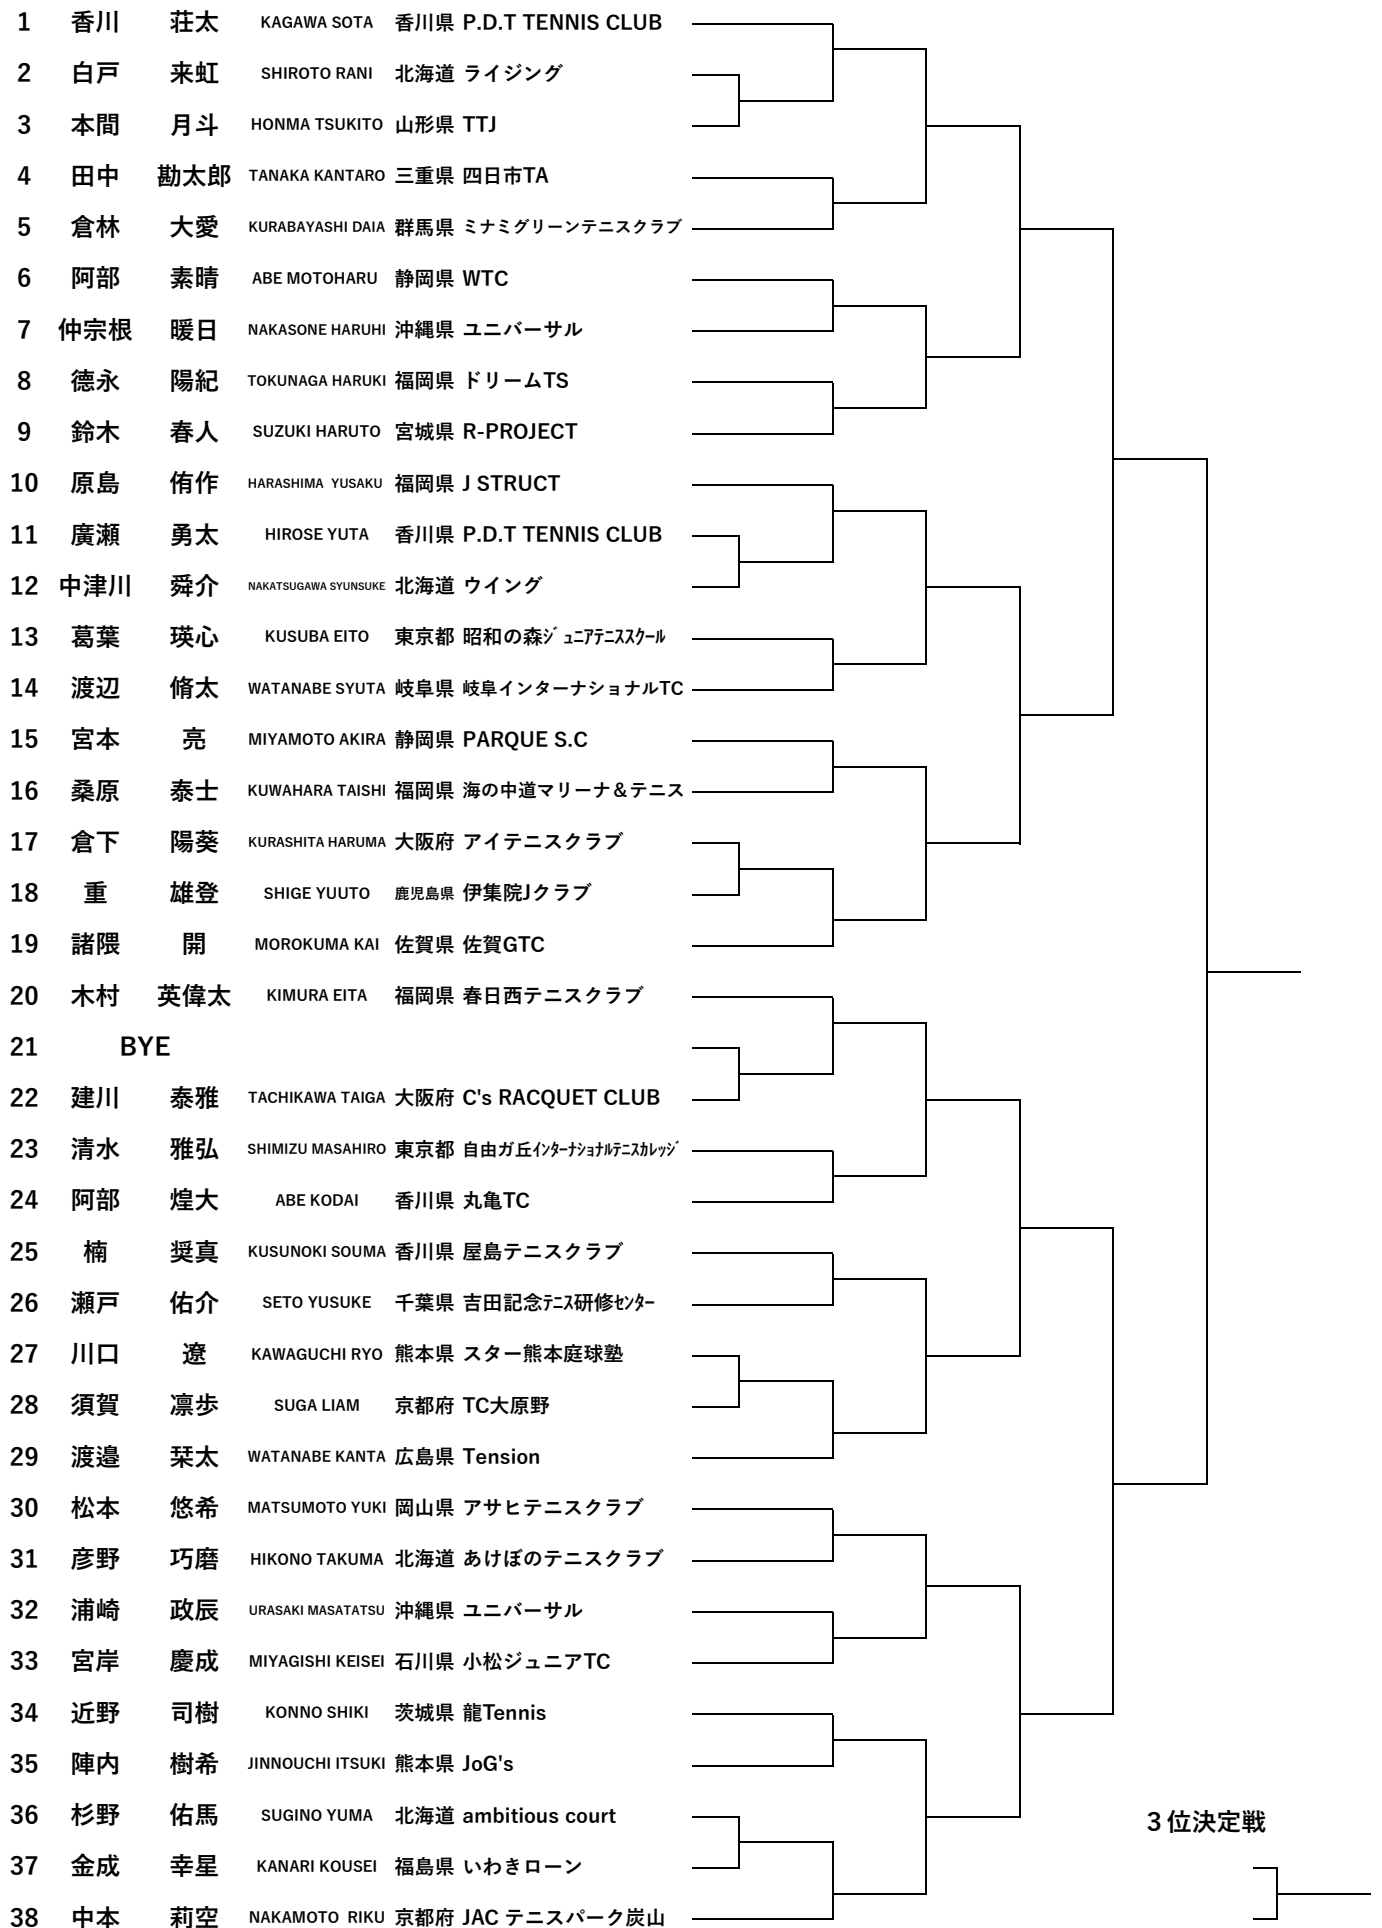 1 香川 荘太 KAGAWA SOTA 香川県 P.D.T TENNIS CLUB
2 白戸 来虹 SHIROTO RANI 北海道 ライジング
3 本間 月斗 HONMA TSUKITO 山形県 TTJ
4 田中 勘太郎 TANAKA KANTARO 三重県 四日市TA
5 倉林 大愛 KURABAYASHI DAIA 群馬県 ミナミグリーンテニスクラブ
6 阿部 素晴 ABE MOTOHARU 静岡県 WTC
7 仲宗根 暖日 NAKASONE HARUHI 沖縄県 ユニバーサル
8 德永 陽紀 TOKUNAGA HARUKI 福岡県 ドリームTS
9 鈴木 春人 SUZUKI HARUTO 宮城県 R-PROJECT
10 原島 侑作 HARASHIMA YUSAKU 福岡県 J STRUCT
11 廣瀬 勇太 HIROSE YUTA 香川県 P.D.T TENNIS CLUB
12 中津川 舜介 NAKATSUGAWA SYUNSUKE 北海道 ウイング
13 葛葉 瑛心 KUSUBA EITO 東京都 昭和の森ｼﾞｭﾆｱﾃﾆｽｽｸｰﾙ
14 渡辺 脩太 WATANABE SYUTA 岐阜県 岐阜インターナショナルTC
15 宮本 亮 MIYAMOTO AKIRA 静岡県 PARQUE S.C
16 桑原 泰士 KUWAHARA TAISHI 福岡県 海の中道マリーナ＆テニス
17 倉下 陽葵 KURASHITA HARUMA 大阪府 アイテニスクラブ
18 重 雄登 SHIGE YUUTO 鹿児島県 伊集院Jクラブ
19 諸隈 開 MOROKUMA KAI 佐賀県 佐賀GTC
20 木村 英偉太 KIMURA EITA 福岡県 春日西テニスクラブ
21 BYE
22 建川 泰雅 TACHIKAWA TAIGA 大阪府 C's RACQUET CLUB
23 清水 雅弘 SHIMIZU MASAHIRO 東京都 自由ガ丘ｲﾝﾀｰﾅｼｮﾅﾙﾃﾆｽｶﾚｯｼﾞ
24 阿部 煌大 ABE KODAI 香川県 丸亀TC
25 楠 奨真 KUSUNOKI SOUMA 香川県 屋島テニスクラブ
26 瀬戸 佑介 SETO YUSUKE 千葉県 吉田記念ﾃﾆｽ研修ｾﾝﾀｰ
27 川口 遼 KAWAGUCHI RYO 熊本県 スター熊本庭球塾
28 須賀 凛歩 SUGA LIAM 京都府 TC大原野
29 渡邉 栞太 WATANABE KANTA 広島県 Tension
30 松本 悠希 MATSUMOTO YUKI 岡山県 アサヒテニスクラブ
31 彦野 巧磨 HIKONO TAKUMA 北海道 あけぼのテニスクラブ
32 浦崎 政辰 URASAKI MASATATSU 沖縄県 ユニバーサル
33 宮岸 慶成 MIYAGISHI KEISEI 石川県 小松ジュニアTC
34 近野 司樹 KONNO SHIKI 茨城県 龍Tennis
35 陣内 樹希 JINNOUCHI ITSUKI 熊本県 JoG's
36 杉野 佑馬 SUGINO YUMA 北海道 ambitious court
３位決定戦
37 金成 幸星 KANARI KOUSEI 福島県 いわきローン
38 中本 莉空 NAKAMOTO RIKU 京都府 JAC テニスパーク炭山